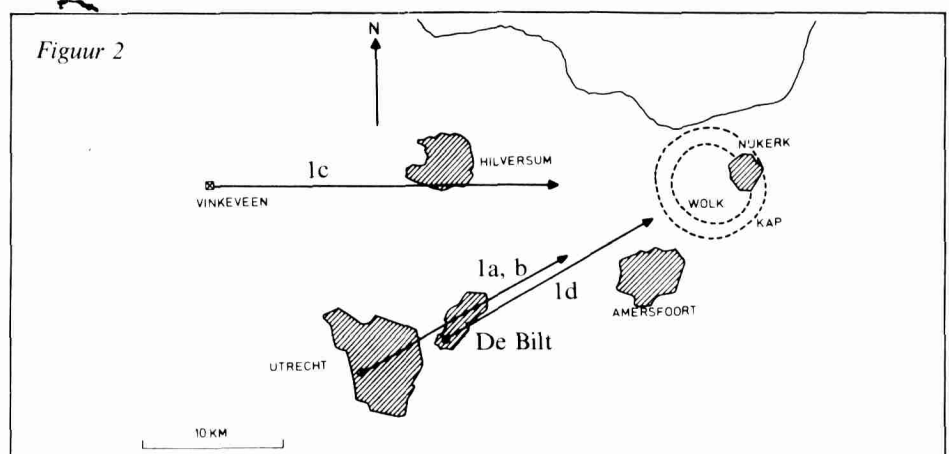 Figuur 2
N
NIJKERK
HILVERSUM
1c
VINKEVEEN
WOLK
KAP
1a, b
1d
AMERSFOORT
De Bilt
UTRECHT
10 KM